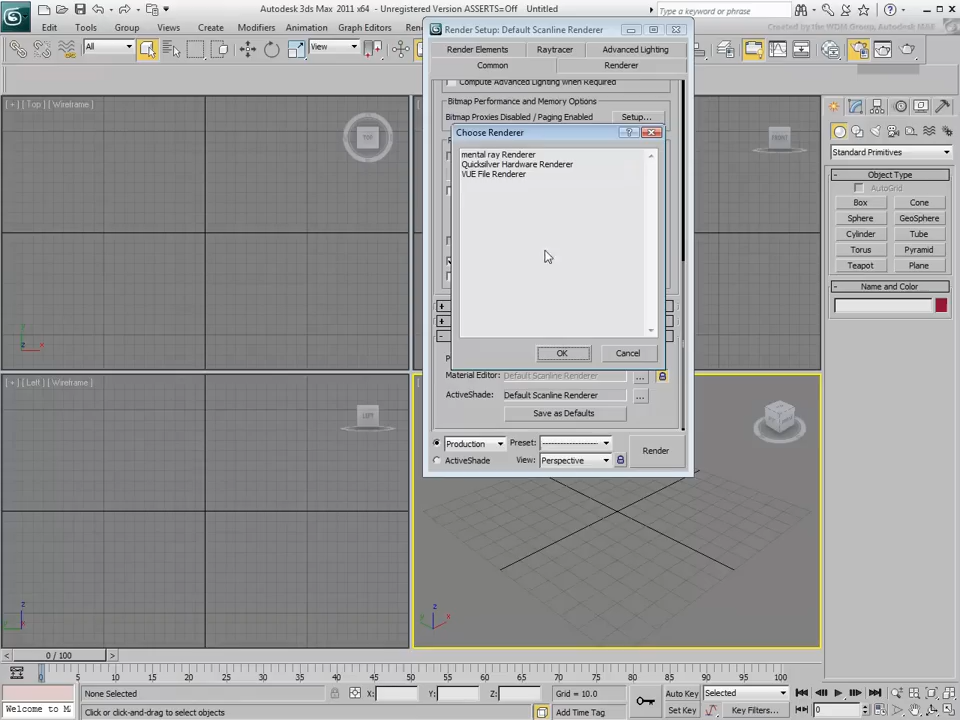 Autodesk 3ds Max 2011 x64 - Unregistered Version ASSERTS=Off Untitled
Type a keyword or phrase
Edit Tools Group Views Create Modifiers Animation Graph Editors
All
View
Render Setup: Default Scanline Renderer
Render Elements Raytracer Advanced Lighting
Common Renderer
Compute Advanced Lighting when Required
Bitmap Performance and Memory Options
Bitmap Proxies Disabled / Paging Enabled Setup...
Choose Renderer
mental ray Renderer
Quicksilver Hardware Renderer
VUE File Renderer
OK Cancel
Material Editor: Default Scanline Renderer ...
ActiveShade: Default Scanline Renderer ...
Save as Defaults
Production Preset: Render
ActiveShade View: Perspective
[ + ] [ Top ] [ Wireframe ]
TOP
FRONT
[ + ] [ Left ] [ Wireframe ]
LEFT
Standard Primitives
Object Type
AutoGrid
Box Cone
Sphere GeoSphere
Cylinder Tube
Torus Pyramid
Teapot Plane
Name and Color
0 / 100
0 5 10 15 20 25 30 35 40 45 50 55 60 65 70 75 80 85 90 95 100
None Selected X: Y: Z: Grid = 10.0 Auto Key Selected
Welcome to M Click or click-and-drag to select objects Add Time Tag Set Key Key Filters... 0